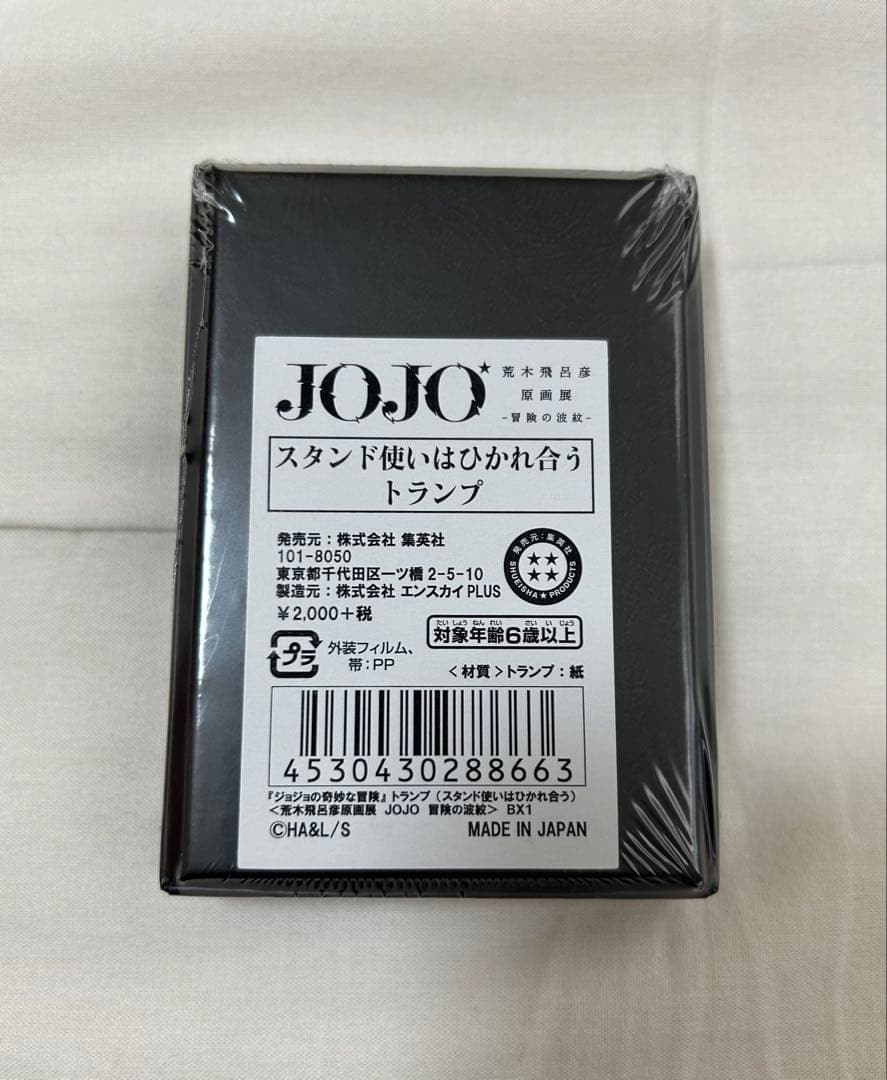 JOJO★
荒木飛呂彦
原画展
-冒険の波紋-
スタンド使いはひかれ合う
トランプ
発売元：株式会社 集英社
101-8050
東京都千代田区一ツ橋 2-5-10
製造元：株式会社 エンスカイ PLUS
￥2,000+税
発売元：集英社
SHUEISHA★PRODUCTS
たいしょうねんれい さいいじょう
対象年齢6歳以上
プラ
外装フィルム、
帯：PP
＜材質＞トランプ：紙
4530430288663
『ジョジョの奇妙な冒険』トランプ（スタンド使いはひかれ合う）
＜荒木飛呂彦原画展 JOJO 冒険の波紋＞ BX1
©HA&L/S
MADE IN JAPAN